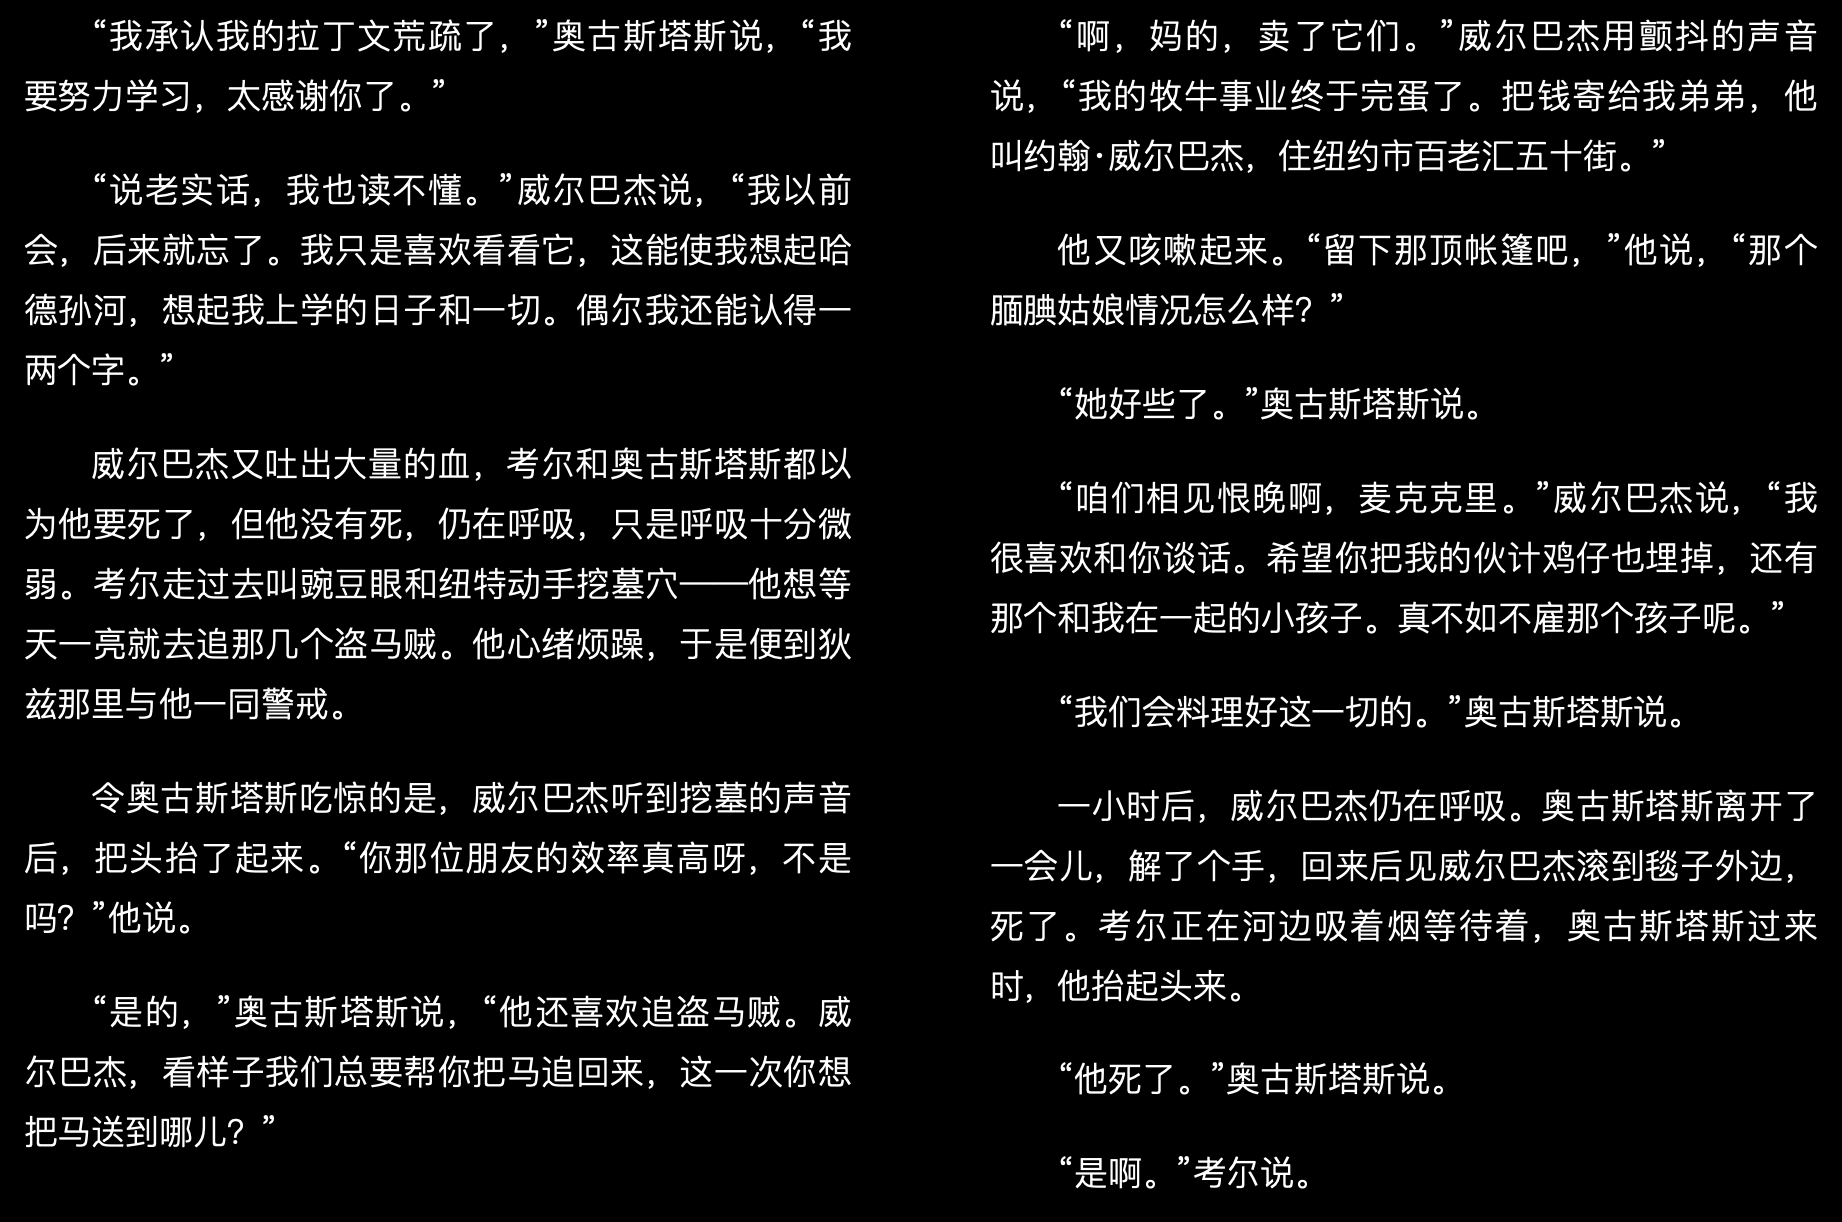 “我承认我的拉丁文荒疏了，”奥古斯塔斯说，“我
要努力学习，太感谢你了。”
“说老实话，我也读不懂。”威尔巴杰说，“我以前
会，后来就忘了。我只是喜欢看看它，这能使我想起哈
德孙河，想起我上学的日子和一切。偶尔我还能认得一
两个字。”
威尔巴杰又吐出大量的血，考尔和奥古斯塔斯都以
为他要死了，但他没有死，仍在呼吸，只是呼吸十分微
弱。考尔走过去叫豌豆眼和纽特动手挖墓穴——他想等
天一亮就去追那几个盗马贼。他心绪烦躁，于是便到狄
兹那里与他一同警戒。
令奥古斯塔斯吃惊的是，威尔巴杰听到挖墓的声音
后，把头抬了起来。“你那位朋友的效率真高呀，不是
吗？”他说。
“是的，”奥古斯塔斯说，“他还喜欢追盗马贼。威
尔巴杰，看样子我们总要帮你把马追回来，这一次你想
把马送到哪儿？”
“啊，妈的，卖了它们。”威尔巴杰用颤抖的声音
说，“我的牧牛事业终于完蛋了。把钱寄给我弟弟，他
叫约翰·威尔巴杰，住纽约市百老汇五十街。”
他又咳嗽起来。“留下那顶帐篷吧，”他说，“那个
腼腆姑娘情况怎么样？”
“她好些了。”奥古斯塔斯说。
“咱们相见恨晚啊，麦克克里。”威尔巴杰说，“我
很喜欢和你谈话。希望你把我的伙计鸡仔也埋掉，还有
那个和我在一起的小孩子。真不如不雇那个孩子呢。”
“我们会料理好这一切的。”奥古斯塔斯说。
一小时后，威尔巴杰仍在呼吸。奥古斯塔斯离开了
一会儿，解了个手，回来后见威尔巴杰滚到毯子外边，
死了。考尔正在河边吸着烟等待着，奥古斯塔斯过来
时，他抬起头来。
“他死了。”奥古斯塔斯说。
“是啊。”考尔说。